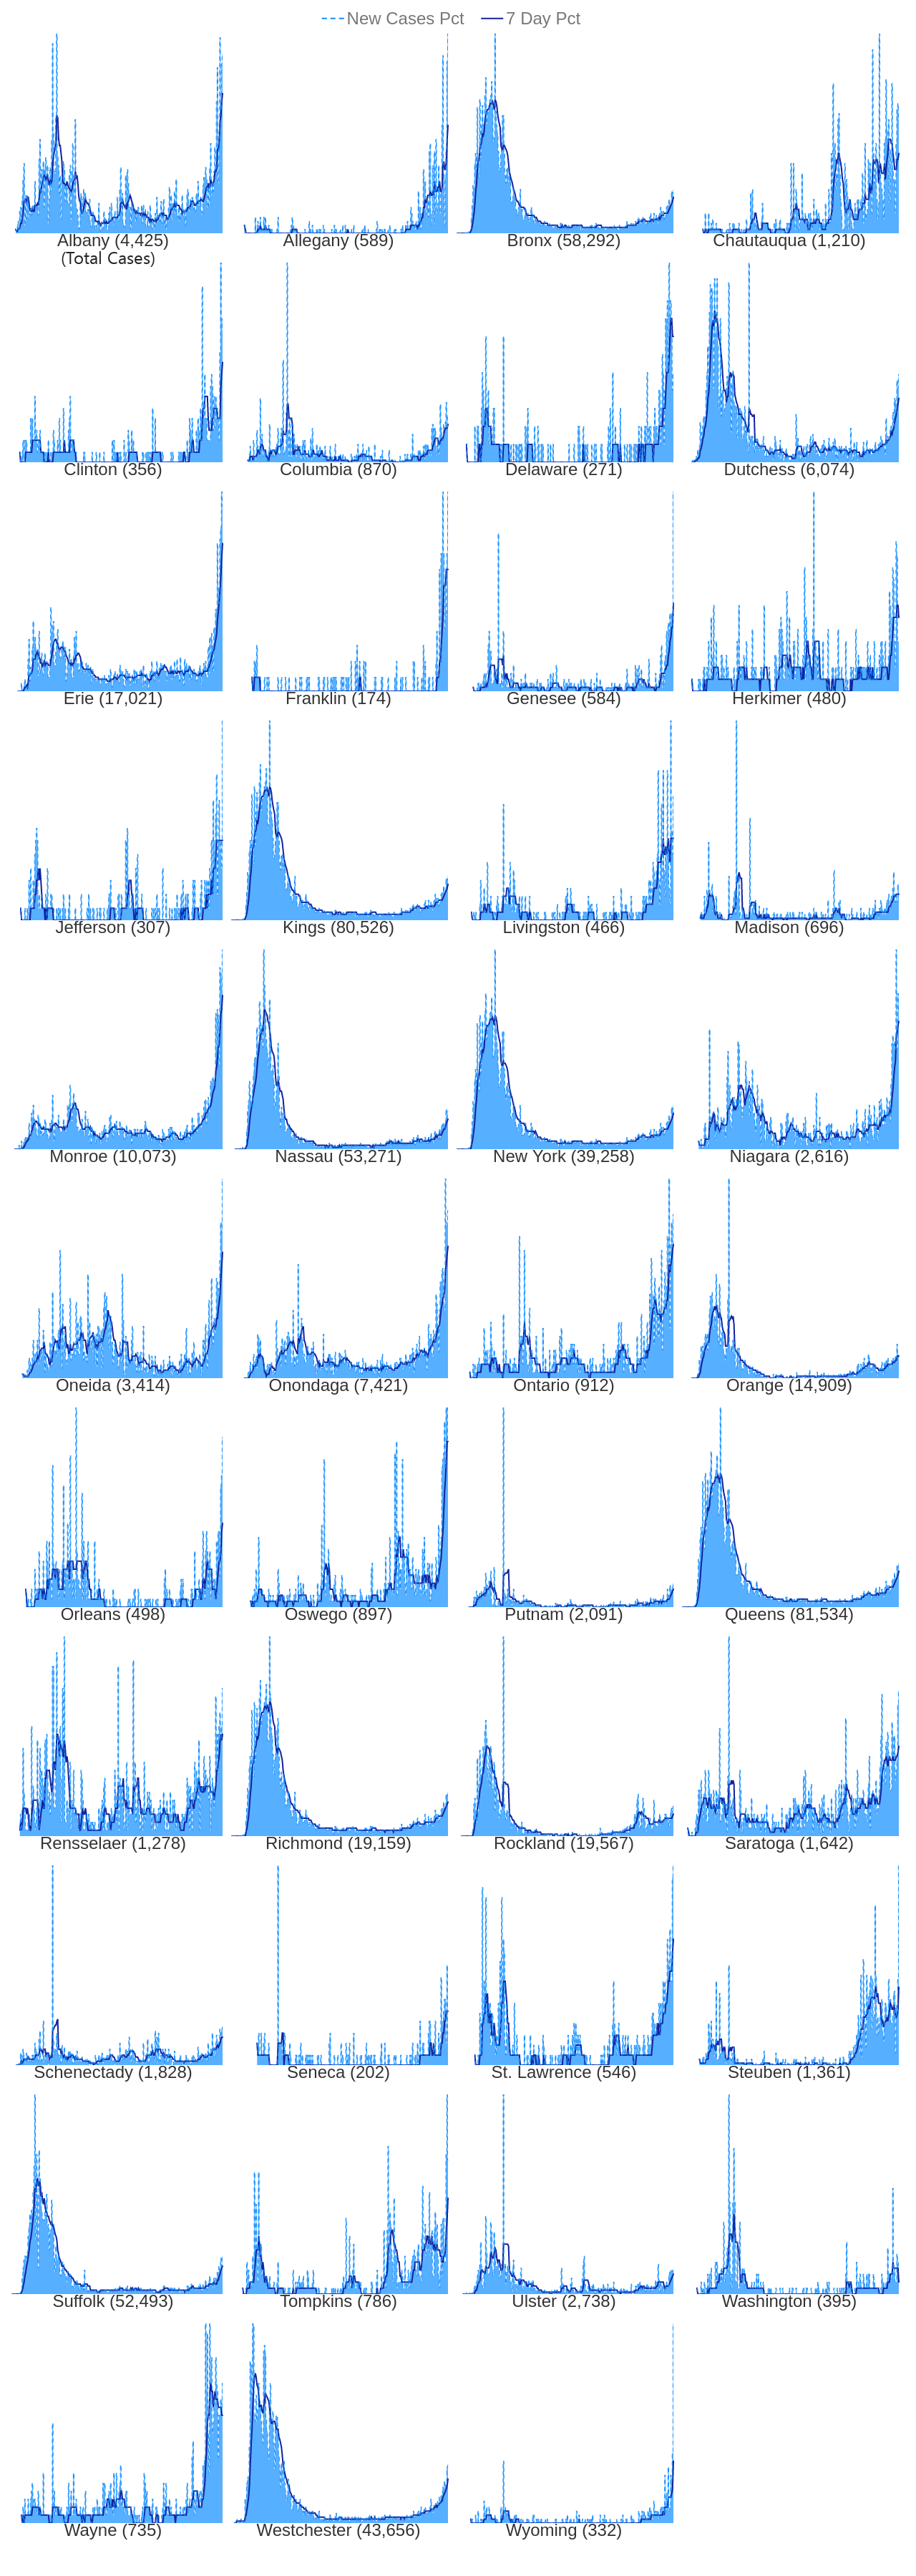 New Cases Pct 7 Day Pct
Albany (4,425) Allegany (589) Bronx (58,292) Chautauqua (1,210)
(Total Cases)
Clinton (356) Columbia (870) Delaware (271) Dutchess (6,074)
Erie (17,021) Franklin (174) Genesee (584) Herkimer (480)
Jefferson (307) Kings (80,526) Livingston (466) Madison (696)
Monroe (10,073) Nassau (53,271) New York (39,258) Niagara (2,616)
Oneida (3,414) Onondaga (7,421) Ontario (912) Orange (14,909)
Orleans (498) Oswego (897) Putnam (2,091) Queens (81,534)
Rensselaer (1,278) Richmond (19,159) Rockland (19,567) Saratoga (1,642)
Schenectady (1,828) Seneca (202) St. Lawrence (546) Steuben (1,361)
Suffolk (52,493) Tompkins (786) Ulster (2,738) Washington (395)
Wayne (735) Westchester (43,656) Wyoming (332)